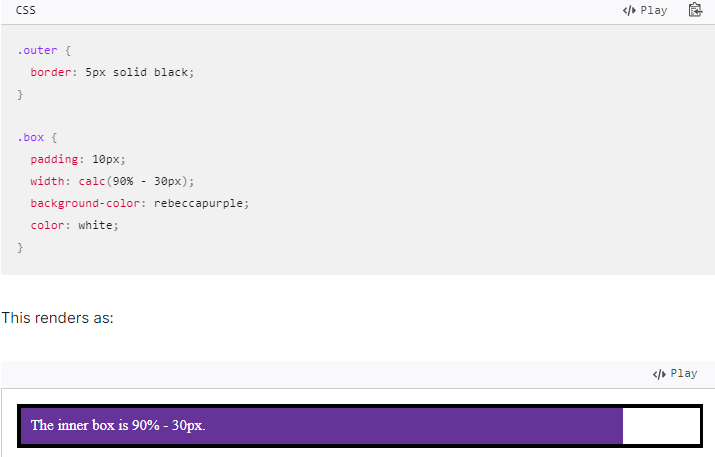 CSS
Play
.outer {
border: 5px solid black;
}
.box {
padding: 10px;
width: calc(90% - 30px);
background-color: rebeccapurple;
color: white;
}
This renders as:
Play
The inner box is 90% - 30px.